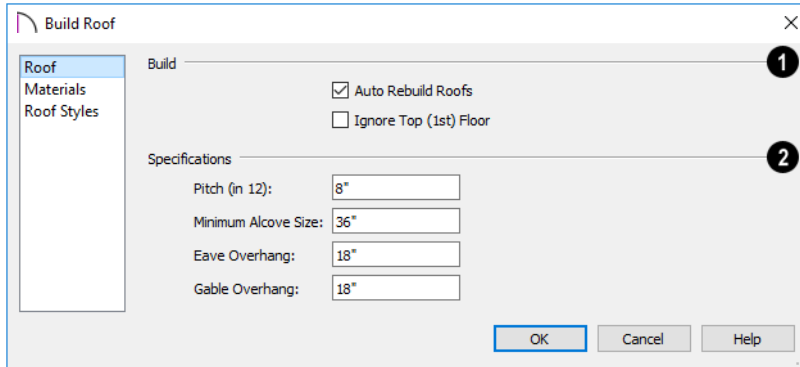 Build Roof
Roof
Materials
Roof Styles
Build
1
Auto Rebuild Roofs
Ignore Top (1st) Floor
Specifications
2
Pitch (in 12): 8"
Minimum Alcove Size: 36"
Eave Overhang: 18"
Gable Overhang: 18"
OK Cancel Help